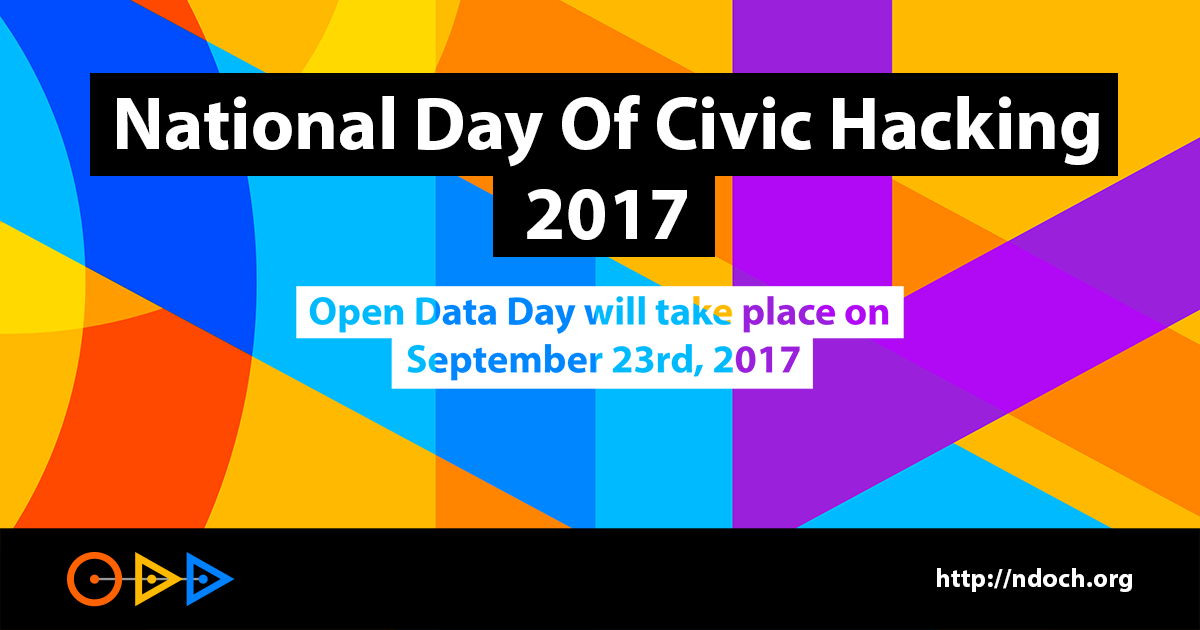 National Day Of Civic Hacking
2017
Open Data Day will take place on
September 23rd, 2017
http://ndoch.org